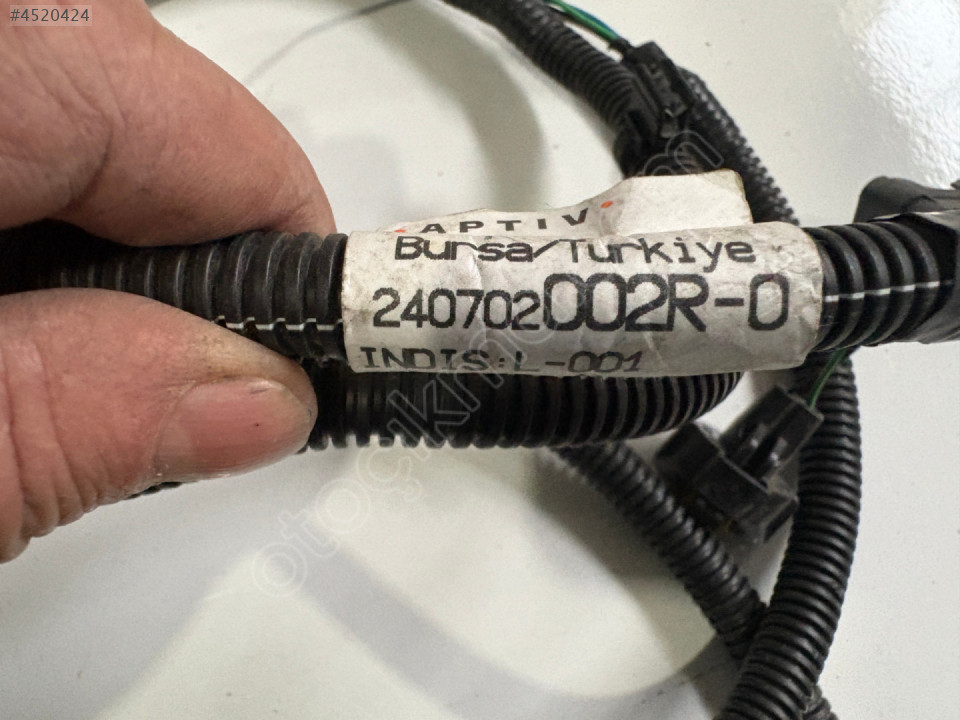 #4520424
APTIV
Bursa/Turkiye
240702002R-0
INDIS:L-001